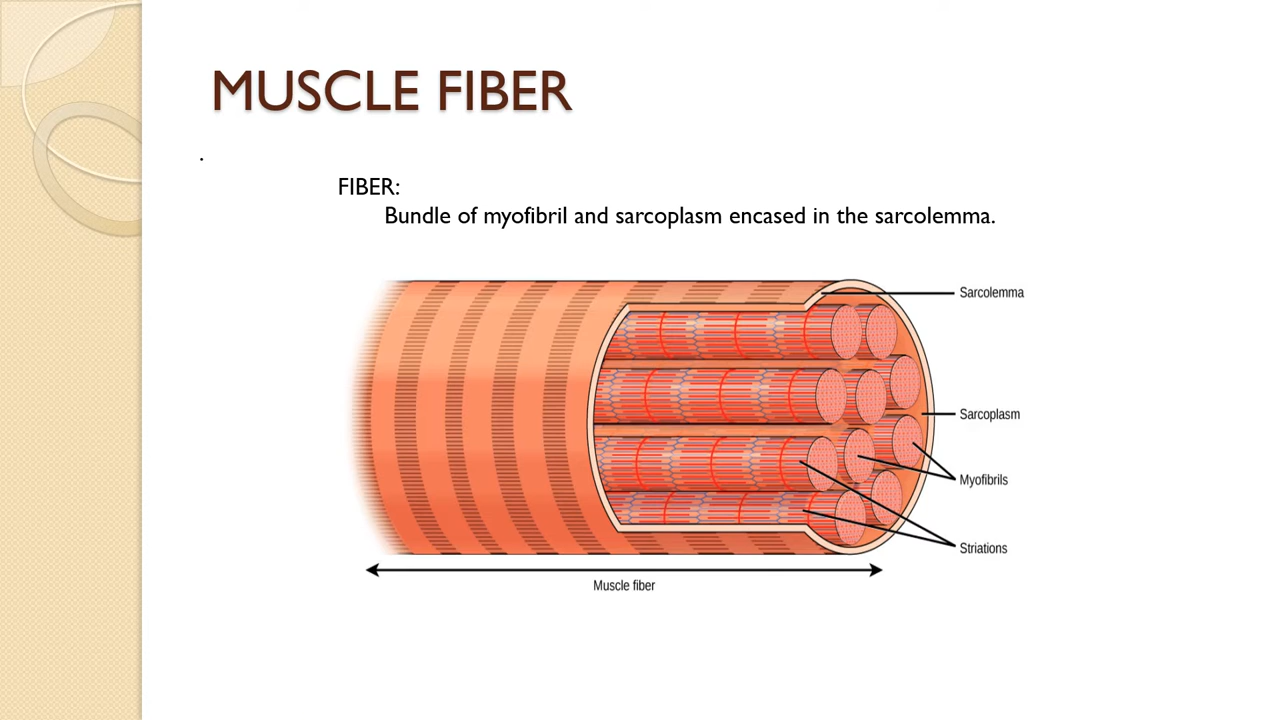 MUSCLE FIBER
.
FIBER:
Bundle of myofibril and sarcoplasm encased in the sarcolemma.
Sarcolemma
Sarcoplasm
Myofibrils
Striations
Muscle fiber